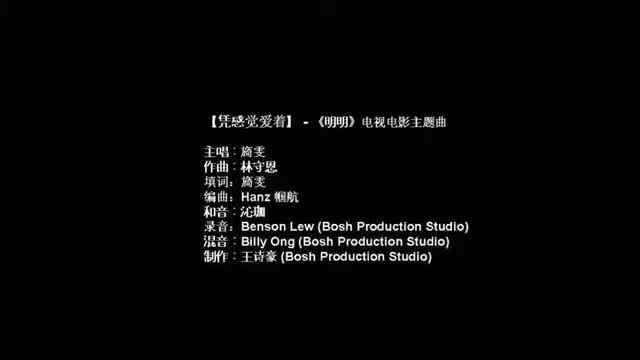 【凭感觉爱着】 - 《明明》电视电影主题曲
主唱：旖雯
作曲：林守恩
填词：旖雯
编曲：Hanz 帼航
和音：沁珈
录音：Benson Lew (Bosh Production Studio)
混音：Billy Ong (Bosh Production Studio)
制作：王诗豪 (Bosh Production Studio)